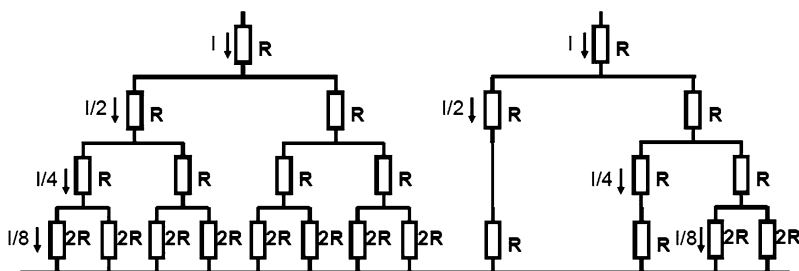 I R I R
I/2 R R I/2 R R
I/4 R R R R I/4 R R
I/8 2R 2R 2R 2R 2R 2R 2R 2R R R I/8 2R 2R